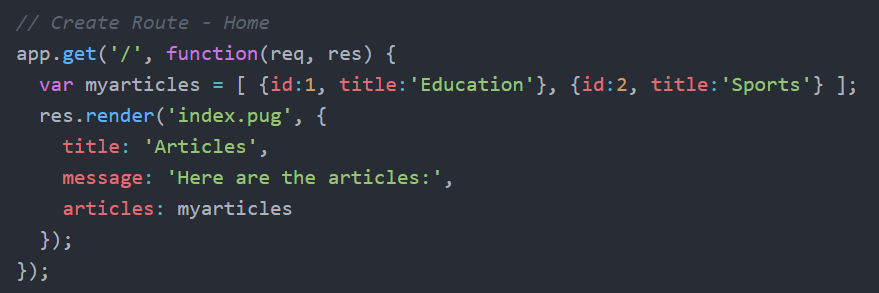 // Create Route - Home
app.get('/', function(req, res) {
  var myarticles = [ {id:1, title:'Education'}, {id:2, title:'Sports'} ];
  res.render('index.pug', {
    title: 'Articles',
    message: 'Here are the articles:',
    articles: myarticles
  });
});